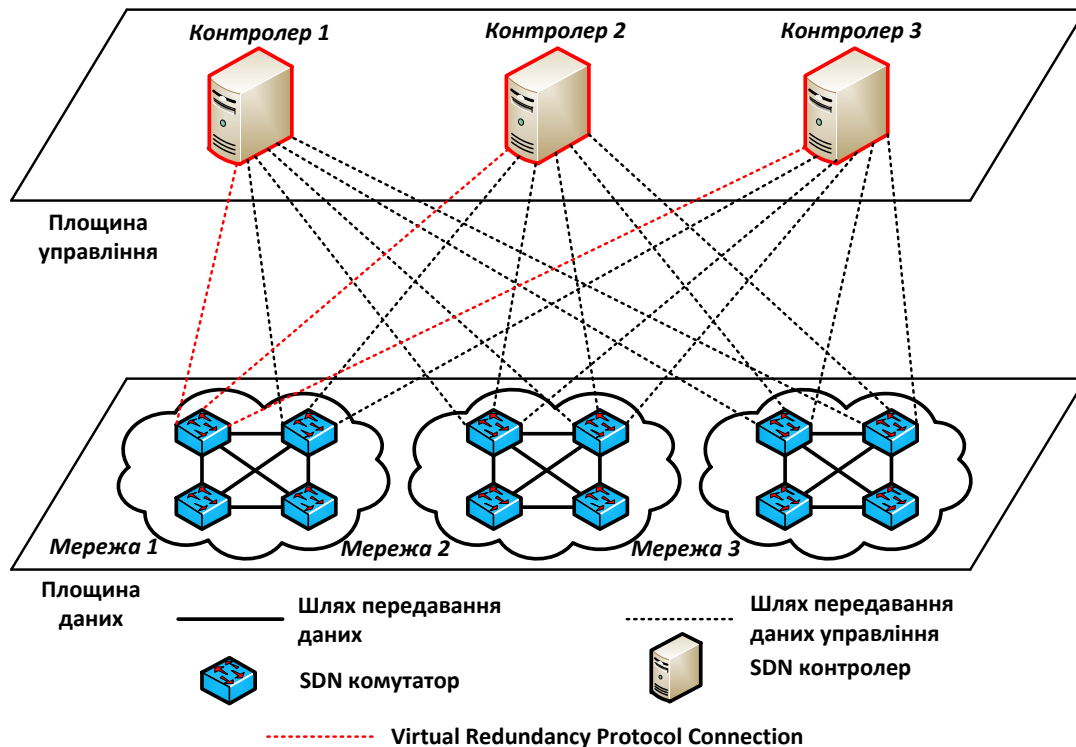 Контролер 1
Контролер 2
Контролер 3
Площина
управління
Мережа 1
Мережа 2
Мережа 3
Площина
даних
Шлях передавання
даних
Шлях передавання
даних управління
SDN комутатор
SDN контролер
Virtual Redundancy Protocol Connection